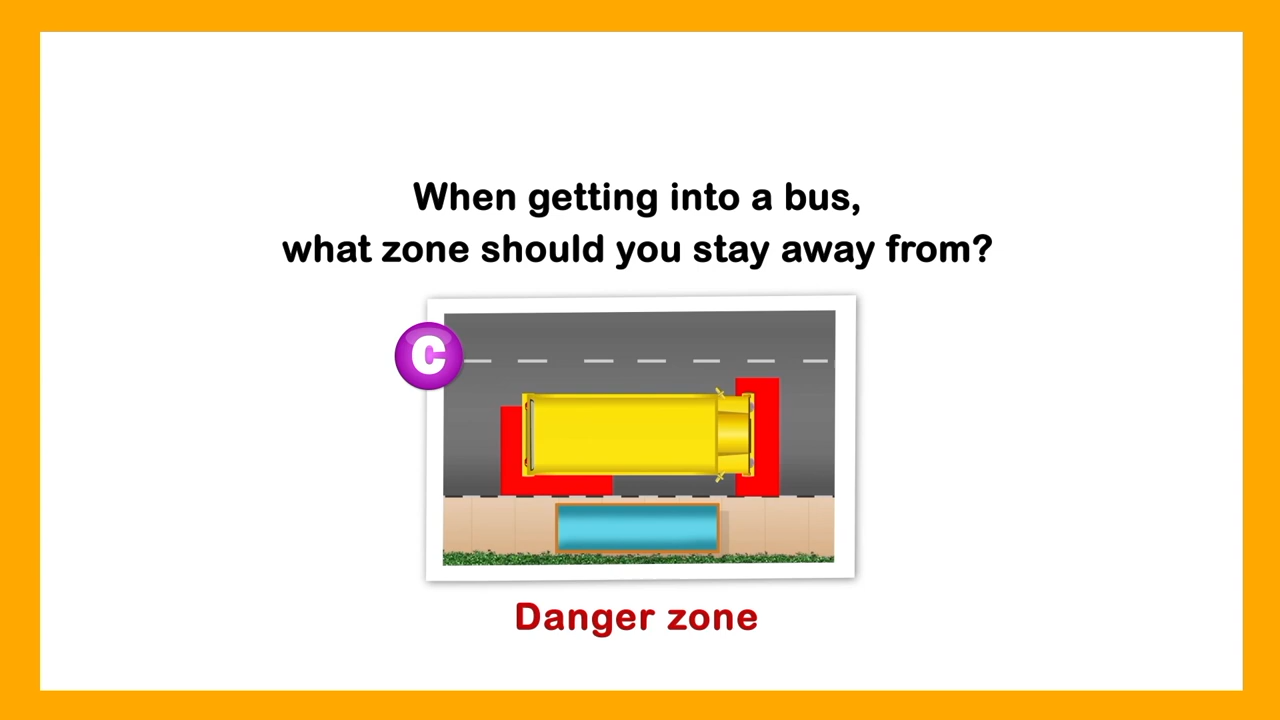 When getting into a bus,
what zone should you stay away from?
C
Danger zone